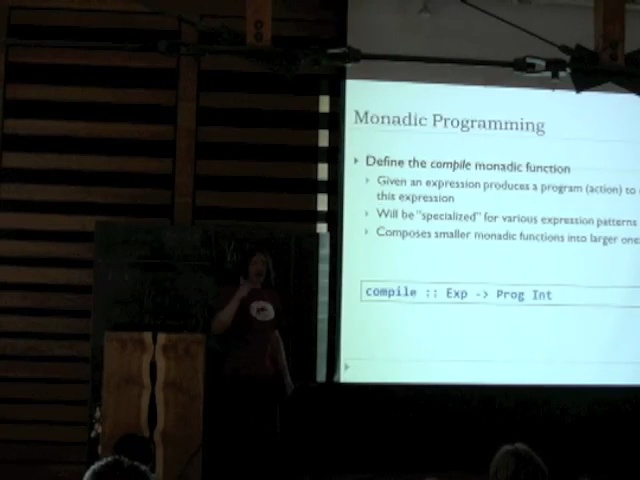 Monadic Programming
Define the compile monadic function
Given an expression produces a program (action) to
this expression
Will be "specialized" for various expression patterns
Composes smaller monadic functions into larger one
compile :: Exp -> Prog Int